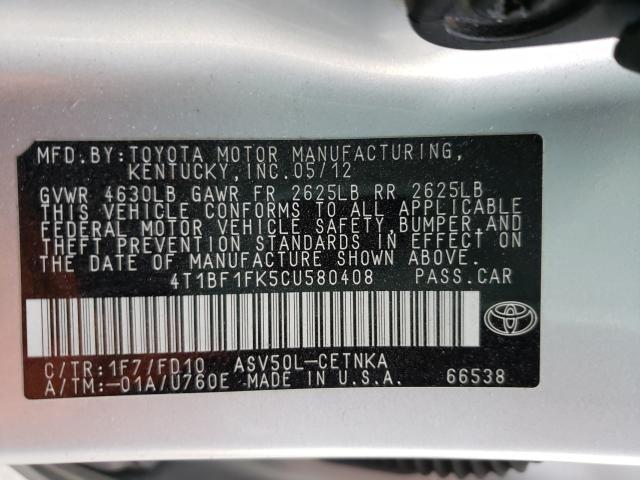 MFD.BY:TOYOTA MOTOR MANUFACTURING,
KENTUCKY, INC.05/12
GVWR 4630LB GAWR FR 2625LB RR 2625LB
THIS VEHICLE CONFORMS TO ALL APPLICABLE
FEDERAL MOTOR VEHICLE SAFETY,BUMPER,AND
THEFT PREVENTION STANDARDS IN EFFECT ON
THE DATE OF MANUFACTURE SHOWN ABOVE.
4T1BF1FK5CU580408 PASS.CAR
C/TR:1F7/FD10 ASV50L-CETNKA
A/TM:-01A/U760E MADE IN U.S.A. 66538